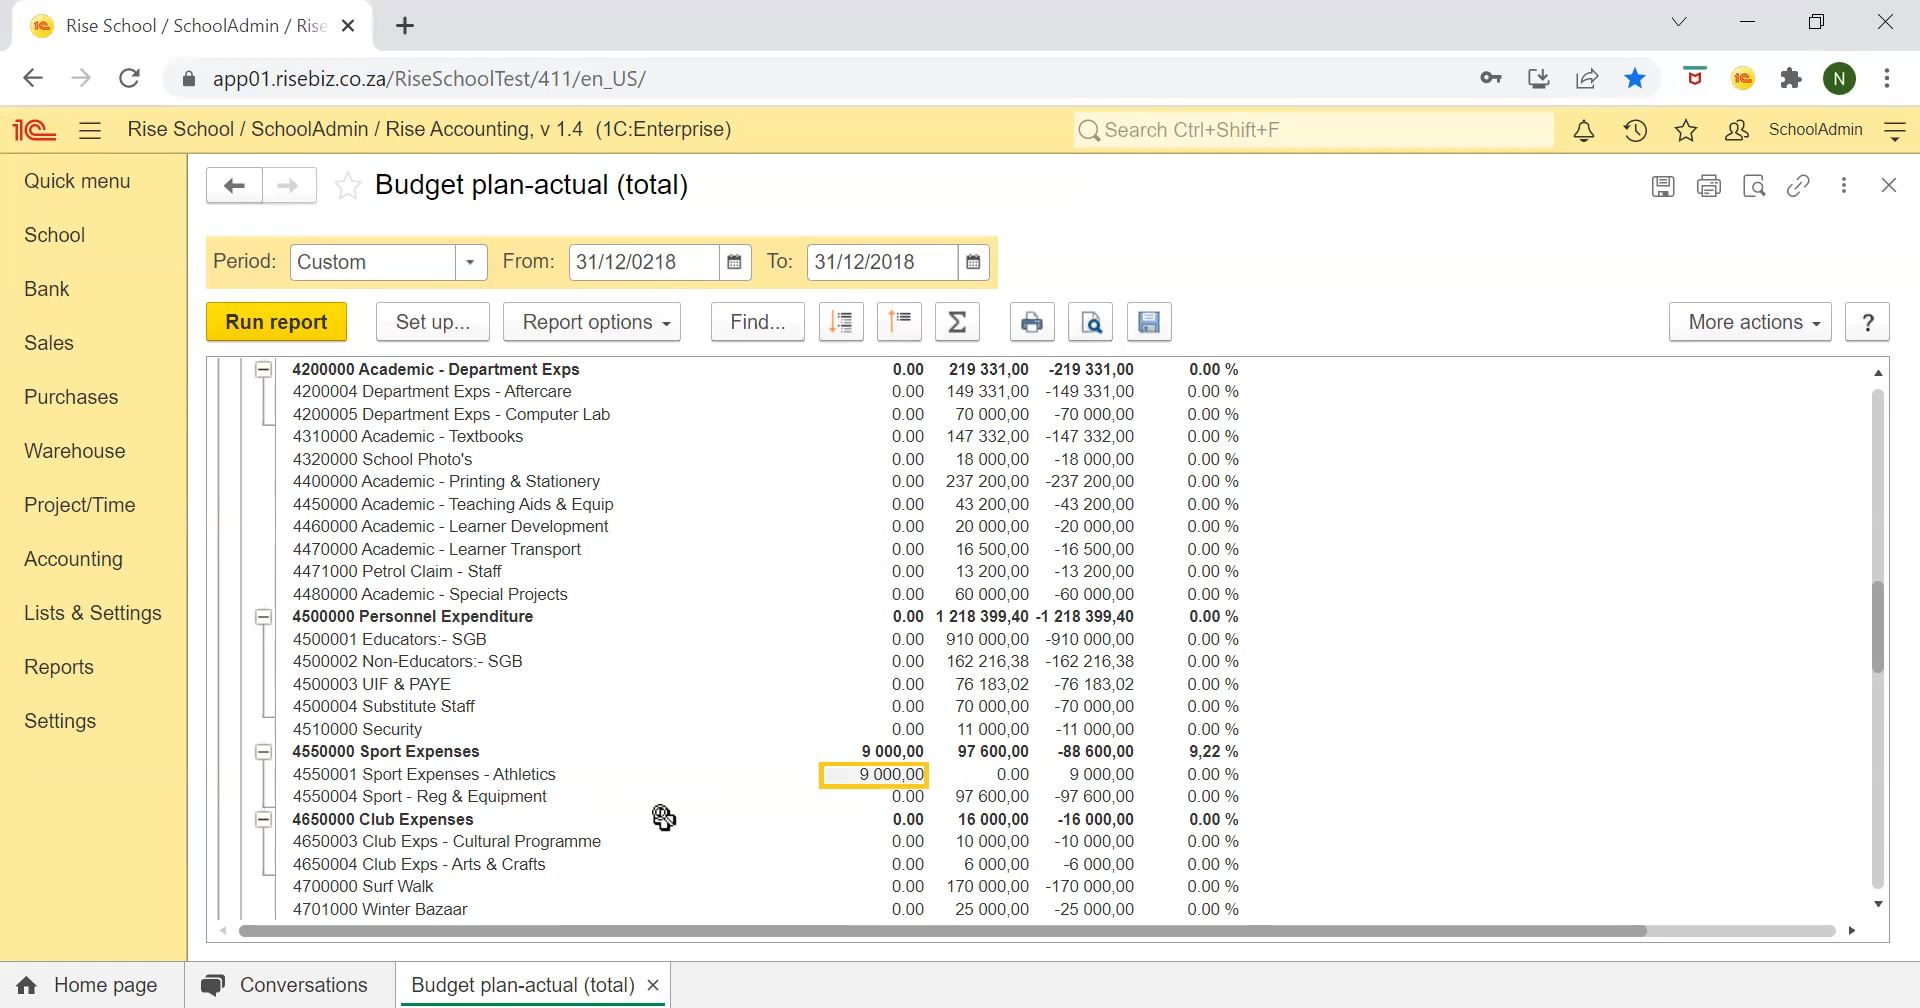 Rise School / SchoolAdmin / Rise
app01.risebiz.co.za/RiseSchoolTest/411/en_US/
N
Rise School / SchoolAdmin / Rise Accounting, v 1.4 (1C:Enterprise)
Search Ctrl+Shift+F
SchoolAdmin
Quick menu
School
Bank
Sales
Purchases
Warehouse
Project/Time
Accounting
Lists & Settings
Reports
Settings
Budget plan-actual (total)
Period: Custom From: 31/12/0218 To: 31/12/2018
Run report Set up... Report options Find... Σ More actions ?
4200000 Academic - Department Exps 0.00 219 331,00 -219 331,00 0.00 %
4200004 Department Exps - Aftercare 0.00 149 331,00 -149 331,00 0.00 %
4200005 Department Exps - Computer Lab 0.00 70 000,00 -70 000,00 0.00 %
4310000 Academic - Textbooks 0.00 147 332,00 -147 332,00 0.00 %
4320000 School Photo's 0.00 18 000,00 -18 000,00 0.00 %
4400000 Academic - Printing & Stationery 0.00 237 200,00 -237 200,00 0.00 %
4450000 Academic - Teaching Aids & Equip 0.00 43 200,00 -43 200,00 0.00 %
4460000 Academic - Learner Development 0.00 20 000,00 -20 000,00 0.00 %
4470000 Academic - Learner Transport 0.00 16 500,00 -16 500,00 0.00 %
4471000 Petrol Claim - Staff 0.00 13 200,00 -13 200,00 0.00 %
4480000 Academic - Special Projects 0.00 60 000,00 -60 000,00 0.00 %
4500000 Personnel Expenditure 0.00 1 218 399,40 -1 218 399,40 0.00 %
4500001 Educators:- SGB 0.00 910 000,00 -910 000,00 0.00 %
4500002 Non-Educators:- SGB 0.00 162 216,38 -162 216,38 0.00 %
4500003 UIF & PAYE 0.00 76 183,02 -76 183,02 0.00 %
4500004 Substitute Staff 0.00 70 000,00 -70 000,00 0.00 %
4510000 Security 0.00 11 000,00 -11 000,00 0.00 %
4550000 Sport Expenses 9 000,00 97 600,00 -88 600,00 9,22 %
4550001 Sport Expenses - Athletics 9 000,00 0.00 9 000,00 0.00 %
4550004 Sport - Reg & Equipment 0.00 97 600,00 -97 600,00 0.00 %
4650000 Club Expenses 0.00 16 000,00 -16 000,00 0.00 %
4650003 Club Exps - Cultural Programme 0.00 10 000,00 -10 000,00 0.00 %
4650004 Club Exps - Arts & Crafts 0.00 6 000,00 -6 000,00 0.00 %
4700000 Surf Walk 0.00 170 000,00 -170 000,00 0.00 %
4701000 Winter Bazaar 0.00 25 000,00 -25 000,00 0.00 %
Home page Conversations Budget plan-actual (total)